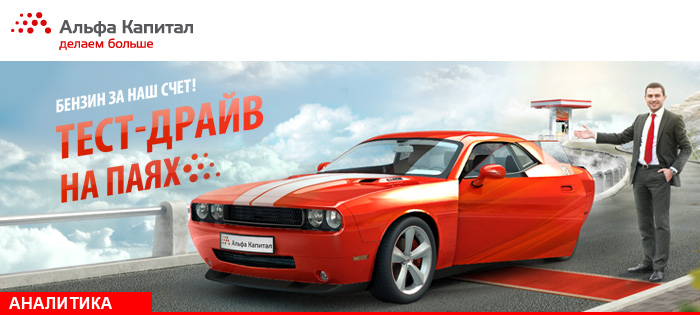 Альфа Капитал
делаем больше
БЕНЗИН ЗА НАШ СЧЕТ!
ТЕСТ-ДРАЙВ
НА ПАЯХ
Альфа Капитал
АНАЛИТИКА